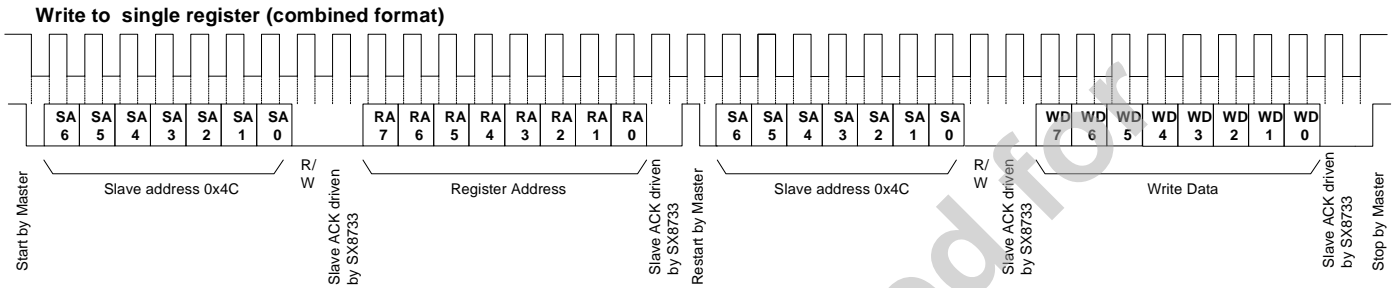 Write to single register (combined format)
SA SA SA SA SA SA SA RA RA RA RA RA RA RA RA SA SA SA SA SA SA SA WD WD WD WD WD WD WD WD
6 5 4 3 2 1 0 7 6 5 4 3 2 1 0 6 5 4 3 2 1 0 7 6 5 4 3 2 1 0
Start by Master
Slave address 0x4C
R/
W
Slave ACK driven
by SX8733
Register Address
Slave ACK driven
by SX8733
Restart by Master
Slave address 0x4C
R/
W
Slave ACK driven
by SX8733
Write Data
Slave ACK driven
by SX8733
Stop by Master
ed for